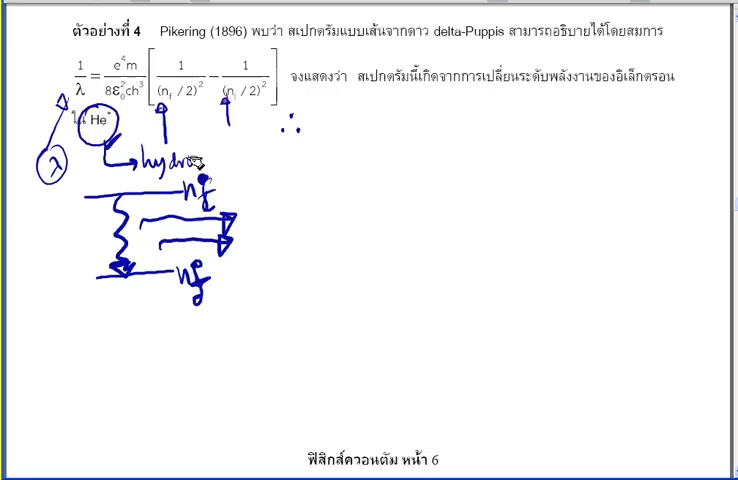 ตัวอย่างที่ 4 Pikering (1896) พบว่า สเปกตรัมแบบเส้นจากดาว delta-Puppis สามารถอธิบายได้โดยสมการ
1/λ = e⁴m / 8ε₀²ch³ [ 1/(n_f / 2)² - 1/(n_i / 2)² ] จงแสดงว่า สเปกตรัมนี้เกิดจากการเปลี่ยนระดับพลังงานของอิเล็กตรอน
ใน He⁺
∴
λ
hydro
n
n
ฟิสิกส์ควอนตัม หน้า 6